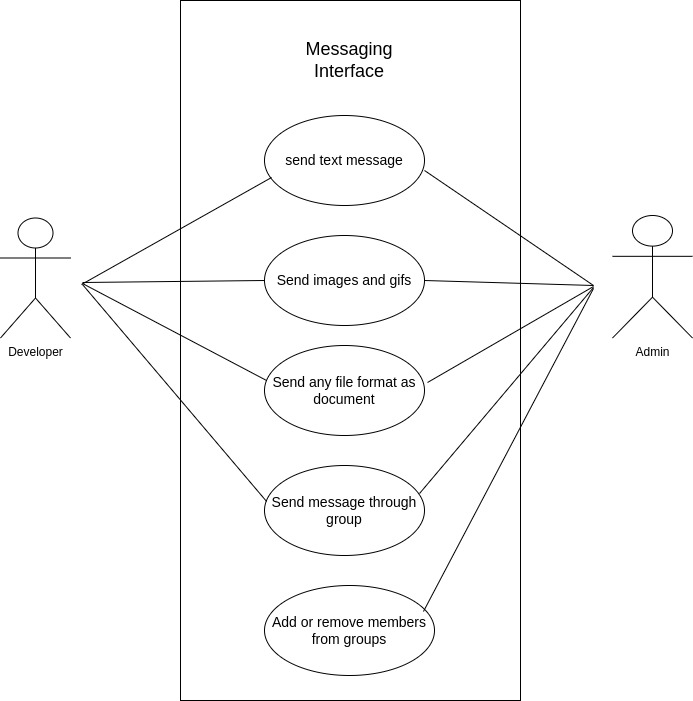 Messaging
Interface
send text message
Send images and gifs
Developer
Admin
Send any file format as
document
Send message through
group
Add or remove members
from groups